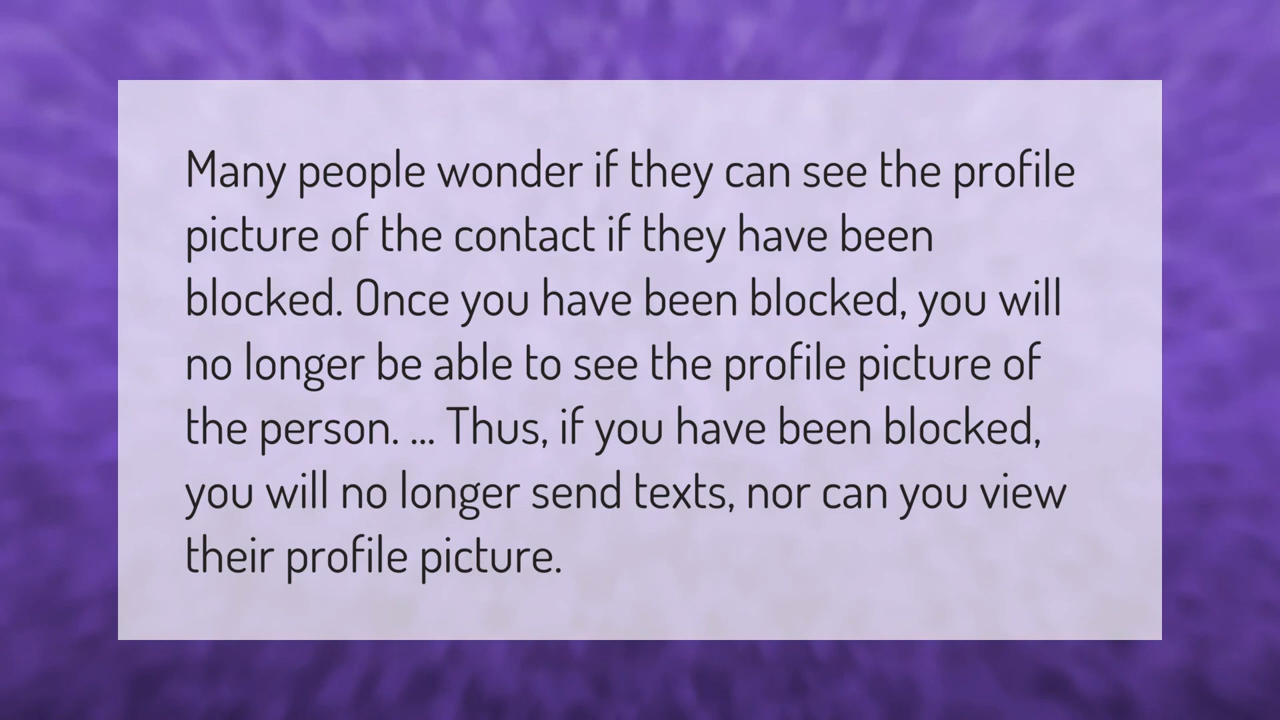 Many people wonder if they can see the profile
picture of the contact if they have been
blocked. Once you have been blocked, you will
no longer be able to see the profile picture of
the person. ... Thus, if you have been blocked,
you will no longer send texts, nor can you view
their profile picture.